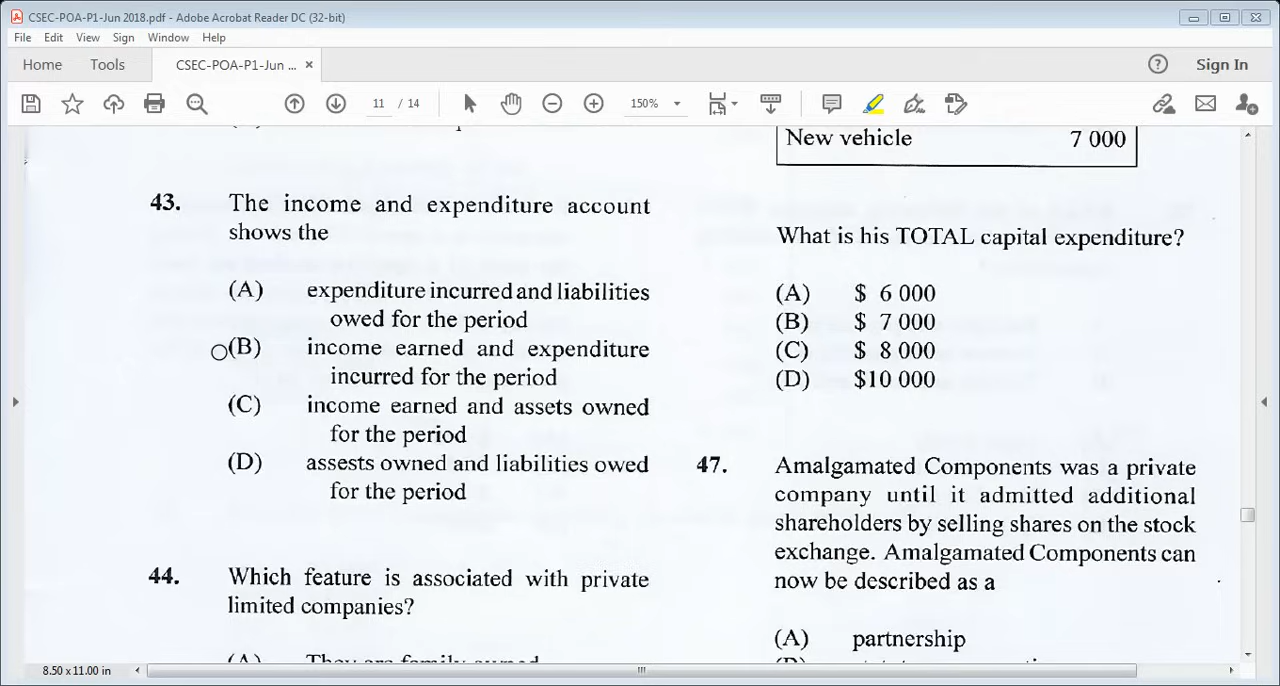 CSEC-POA-P1-Jun 2018.pdf - Adobe Acrobat Reader DC (32-bit)
File Edit View Sign Window Help
Home Tools CSEC-POA-P1-Jun ... × ? Sign In
11 / 14 150%
43. The income and expenditure account
shows the
(A) expenditure incurred and liabilities
owed for the period
(B) income earned and expenditure
incurred for the period
(C) income earned and assets owned
for the period
(D) assests owned and liabilities owed
for the period
44. Which feature is associated with private
limited companies?
(A) They are family owned
New vehicle 7 000
What is his TOTAL capital expenditure?
(A) $ 6 000
(B) $ 7 000
(C) $ 8 000
(D) $10 000
47. Amalgamated Components was a private
company until it admitted additional
shareholders by selling shares on the stock
exchange. Amalgamated Components can
now be described as a
(A) partnership
8.50 x 11.00 in